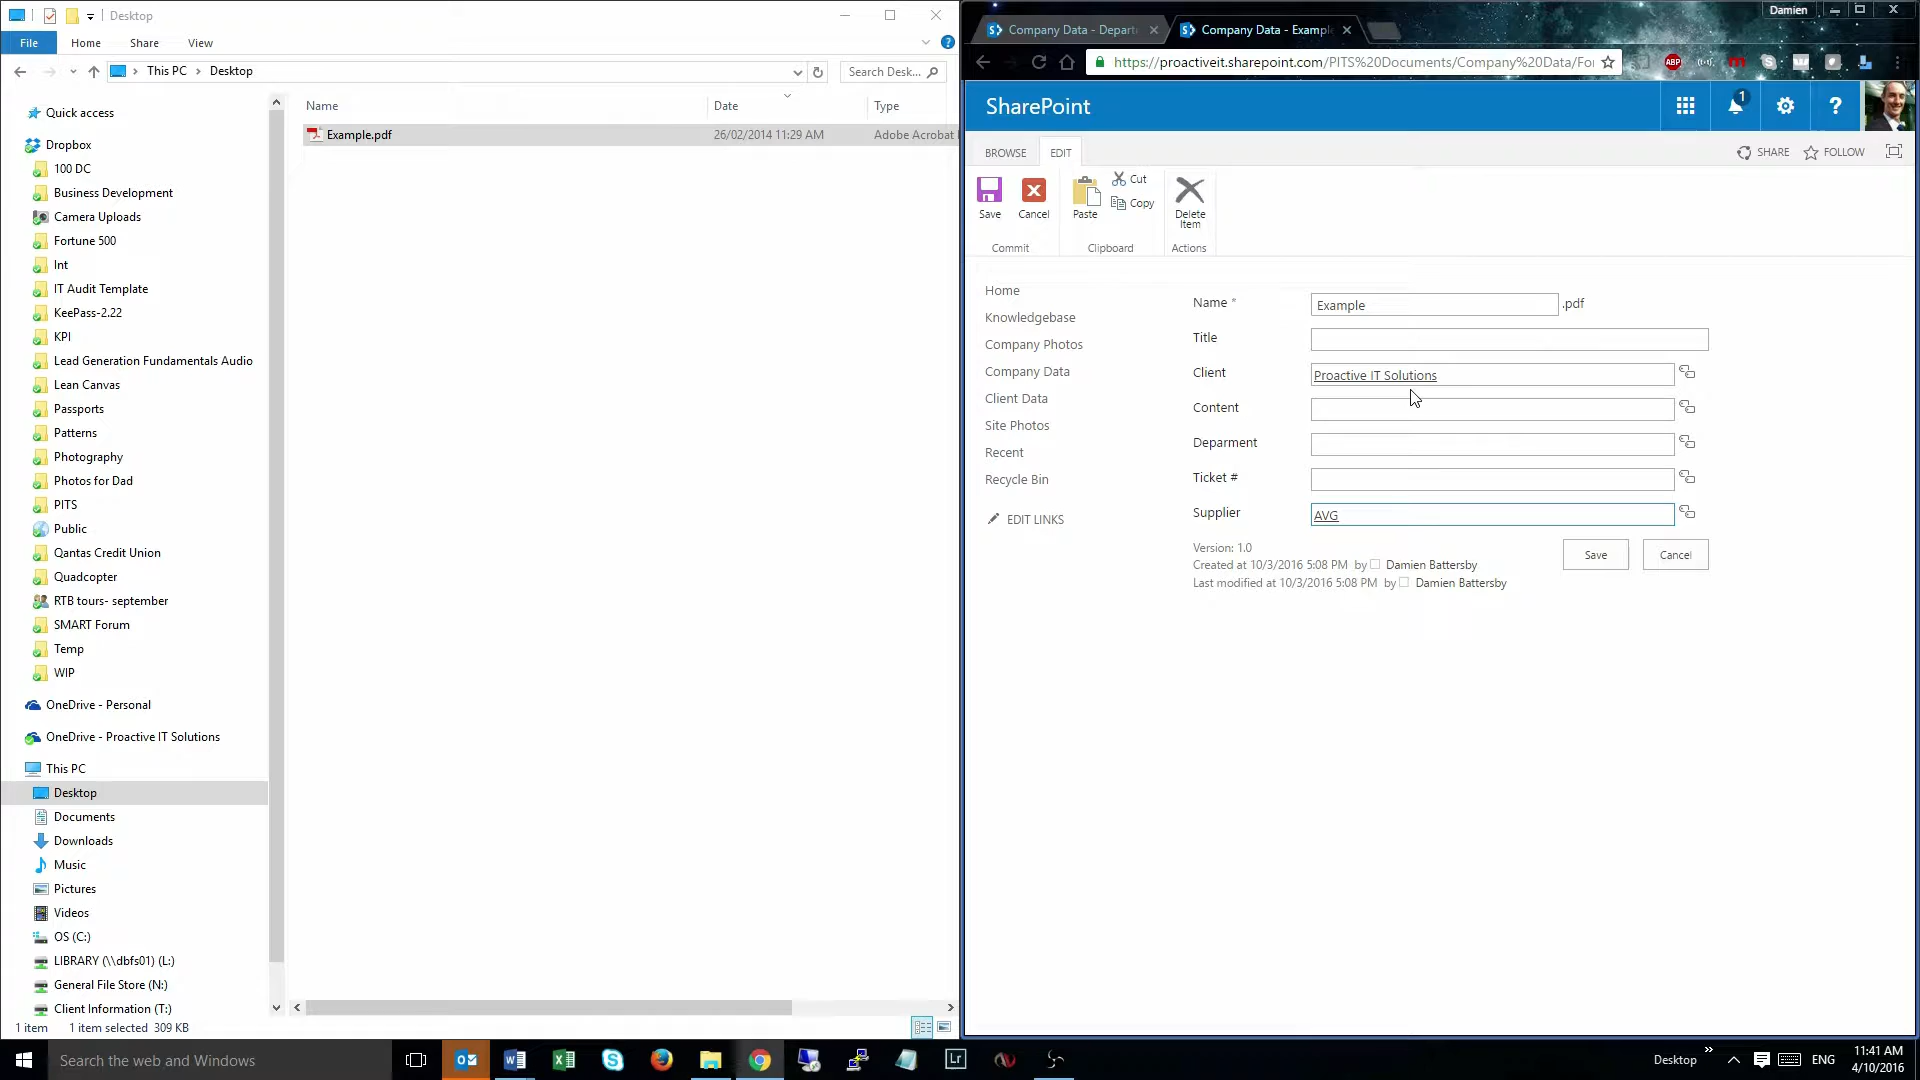 Desktop
File Home Share View
This PC Desktop
Search Desk...
Quick access
Dropbox
100 DC
Business Development
Camera Uploads
Fortune 500
Int
IT Audit Template
KeePass-2.22
KPI
Lead Generation Fundamentals Audio
Lean Canvas
Passports
Patterns
Photography
Photos for Dad
PITS
Public
Qantas Credit Union
Quadcopter
RTB tours- september
SMART Forum
Temp
WIP
OneDrive - Personal
OneDrive - Proactive IT Solutions
This PC
Desktop
Documents
Downloads
Music
Pictures
Videos
OS (C:)
LIBRARY (\\dbfs01) (L:)
General File Store (N:)
Client Information (T:)
Name Date Type
Example.pdf 26/02/2014 11:29 AM Adobe Acrobat
1 item 1 item selected 309 KB
Damien
Company Data - Depart
Company Data - Exampl
https://proactiveit.sharepoint.com/PITS%20Documents/Company%20Data/For
ABP
SharePoint
1
?
BROWSE EDIT
SHARE FOLLOW
Save
Cancel
Commit
Paste
Cut
Copy
Clipboard
Delete
Item
Actions
Home
Knowledgebase
Company Photos
Company Data
Client Data
Site Photos
Recent
Recycle Bin
EDIT LINKS
Name * Example .pdf
Title
Client Proactive IT Solutions
Content
Deparment
Ticket #
Supplier AVG
Version: 1.0
Created at 10/3/2016 5:08 PM by Damien Battersby
Last modified at 10/3/2016 5:08 PM by Damien Battersby
Save Cancel
Search the web and Windows
Lr
Desktop
ENG
11:41 AM
4/10/2016